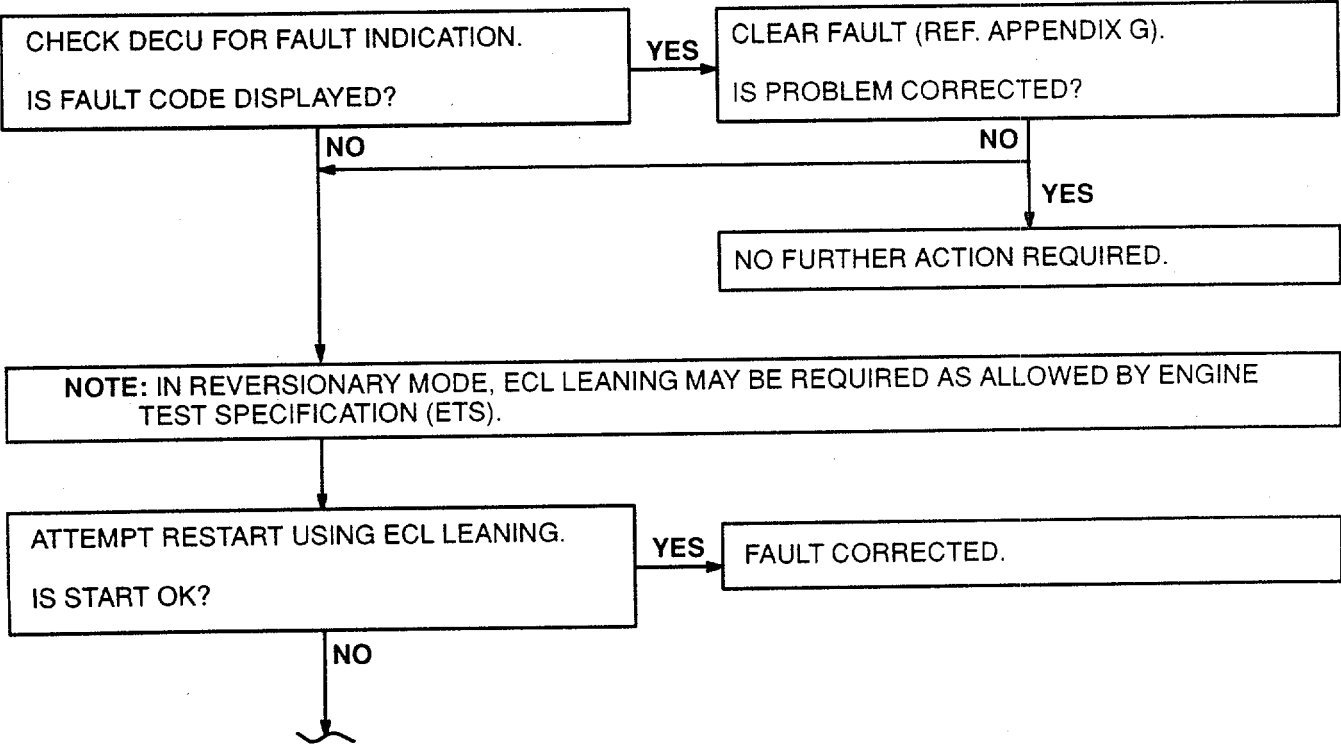 CHECK DECU FOR FAULT INDICATION.
IS FAULT CODE DISPLAYED?
YES
CLEAR FAULT (REF. APPENDIX G).
IS PROBLEM CORRECTED?
NO
NO
YES
NO FURTHER ACTION REQUIRED.
NOTE: IN REVERSIONARY MODE, ECL LEANING MAY BE REQUIRED AS ALLOWED BY ENGINE
TEST SPECIFICATION (ETS).
ATTEMPT RESTART USING ECL LEANING.
IS START OK?
YES
FAULT CORRECTED.
NO